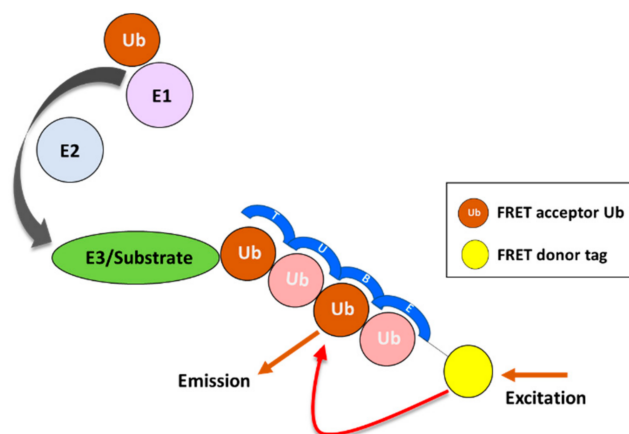 Ub
E1
E2
E3/Substrate
Ub
Ub
Ub
Ub
T
U
B
E
Emission
Excitation
Ub FRET acceptor Ub
FRET donor tag